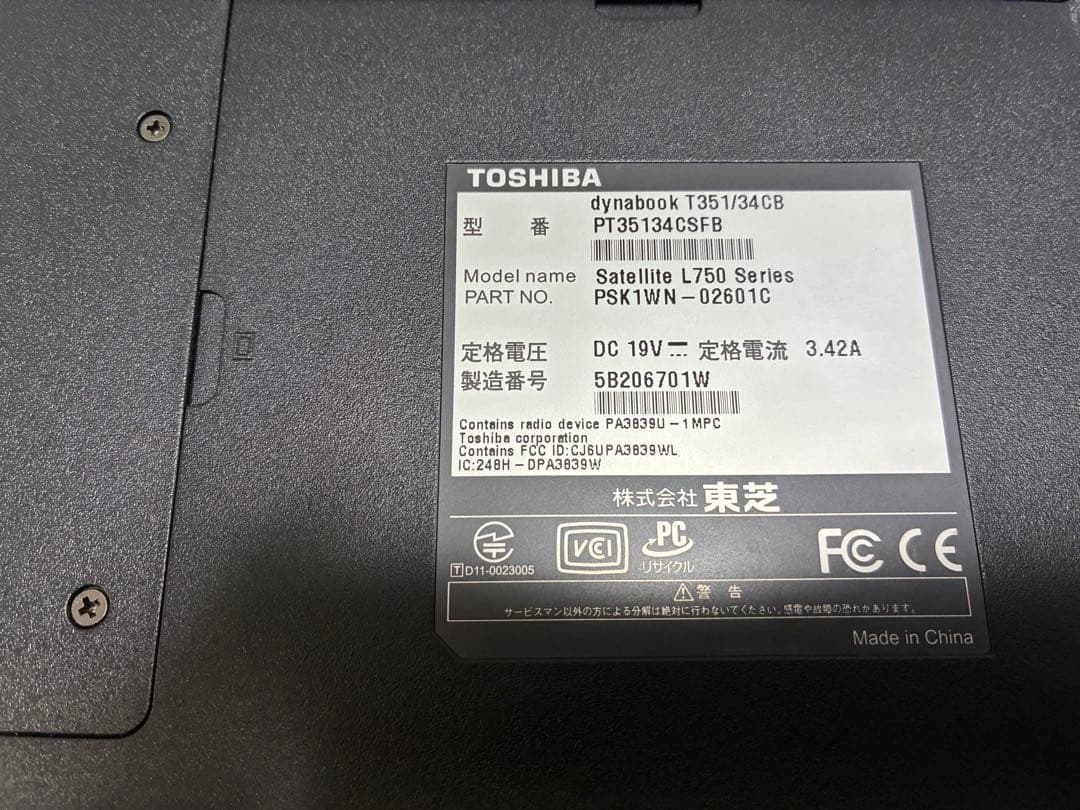 TOSHIBA
dynabook T351/34CB
型 番 PT35134CSFB
Model name Satellite L750 Series
PART NO. PSK1WN-02601C
定格電圧 DC 19V 定格電流 3.42A
製造番号 5B206701W
Contains radio device PA3839U-1MPC
Toshiba corporation
Contains FCC ID:CJ6UPA3839WL
IC:248H-DPA3839W
株式会社 東芝
T D11-0023005
VCCI
PC
リサイクル
FC CE
警 告
サービスマン以外の方による分解は絶対に行わないでください。感電や故障の恐れかあります。
Made in China